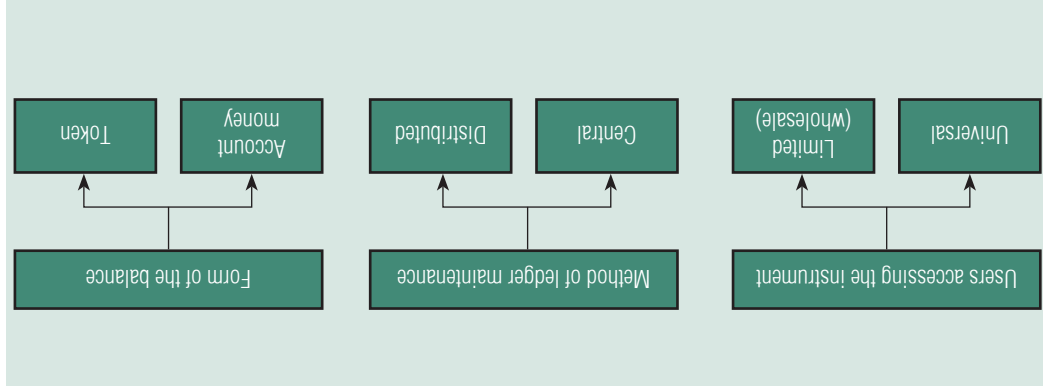 Users accessing the instrument
Universal
Limited
(wholesale)
Method of ledger maintenance
Central
Distributed
Form of the balance
Account
money
Token